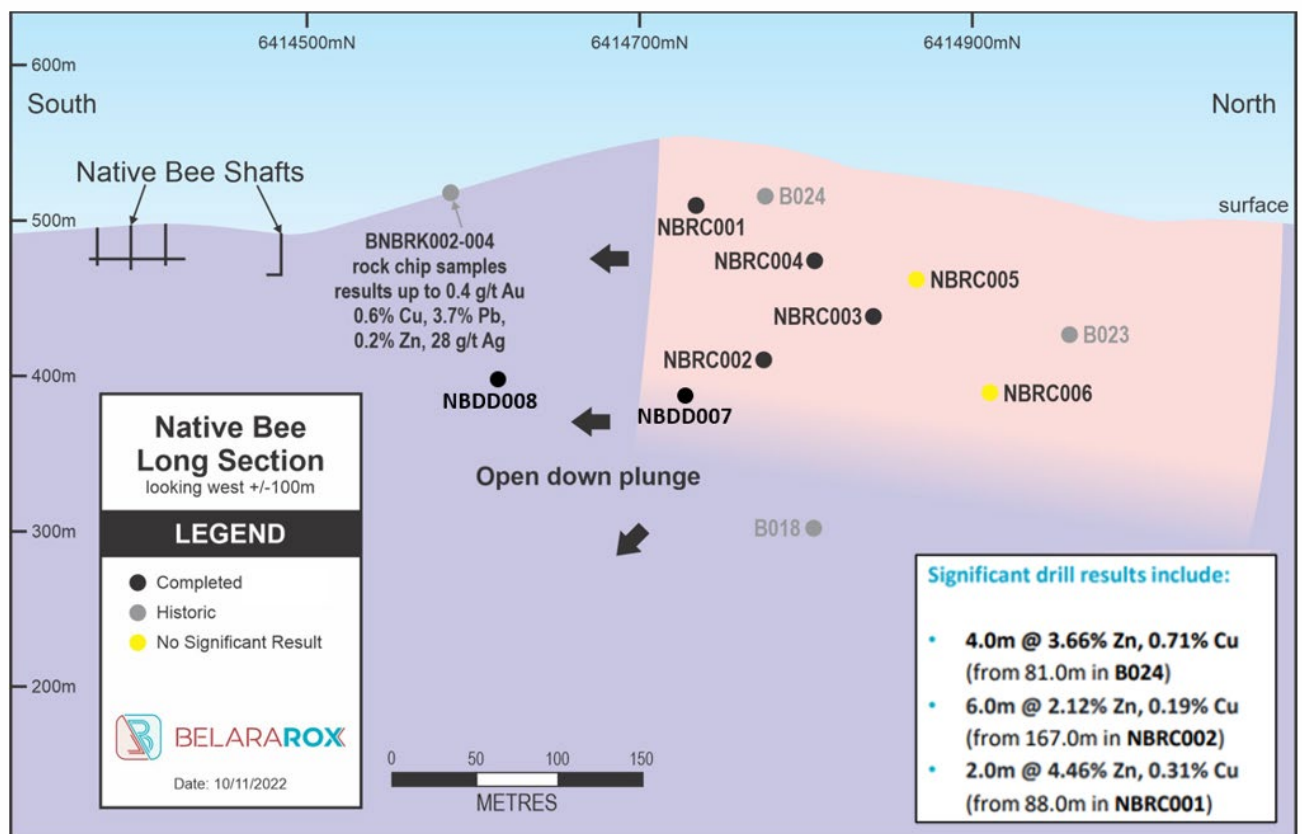 6414500mN
6414700mN
6414900mN
600m
South
North
Native Bee Shafts
500m
surface
B024
NBRC001
BNBRK002-004
rock chip samples
results up to 0.4 g/t Au
0.6% Cu, 3.7% Pb,
0.2% Zn, 28 g/t Ag
NBRC004
NBRC005
NBRC003
B023
NBRC002
400m
NBDD008
NBDD007
NBRC006
Open down plunge
300m
B018
200m
Native Bee
Long Section
looking west +/-100m
LEGEND
Completed
Historic
No Significant Result
BELARAROX
Date: 10/11/2022
0 50 100 150
METRES
Significant drill results include:
• 4.0m @ 3.66% Zn, 0.71% Cu
(from 81.0m in B024)
• 6.0m @ 2.12% Zn, 0.19% Cu
(from 167.0m in NBRC002)
• 2.0m @ 4.46% Zn, 0.31% Cu
(from 88.0m in NBRC001)